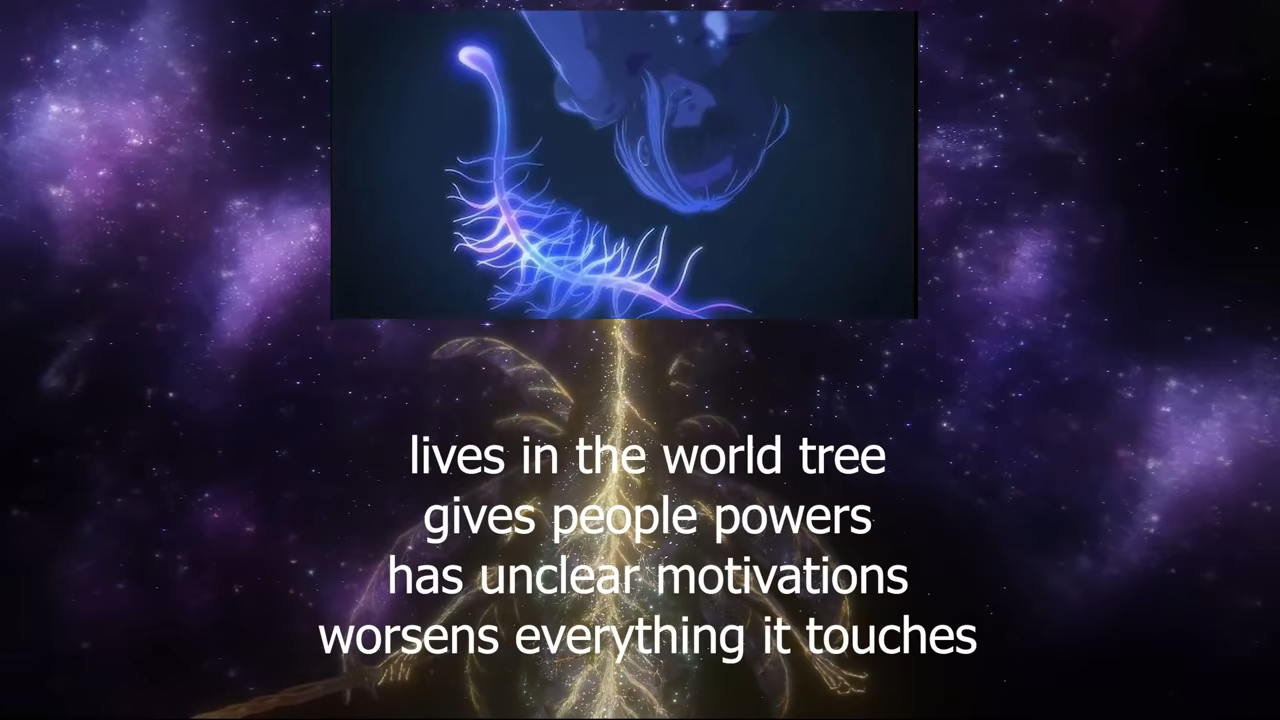 lives in the world tree
gives people powers
has unclear motivations
worsens everything it touches